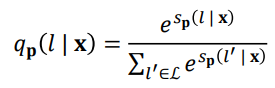 q_𝐩(l | 𝐱) = e^{s_𝐩(l | 𝐱)} / ∑_{l′∈ℒ} e^{s_𝐩(l′ | 𝐱)}